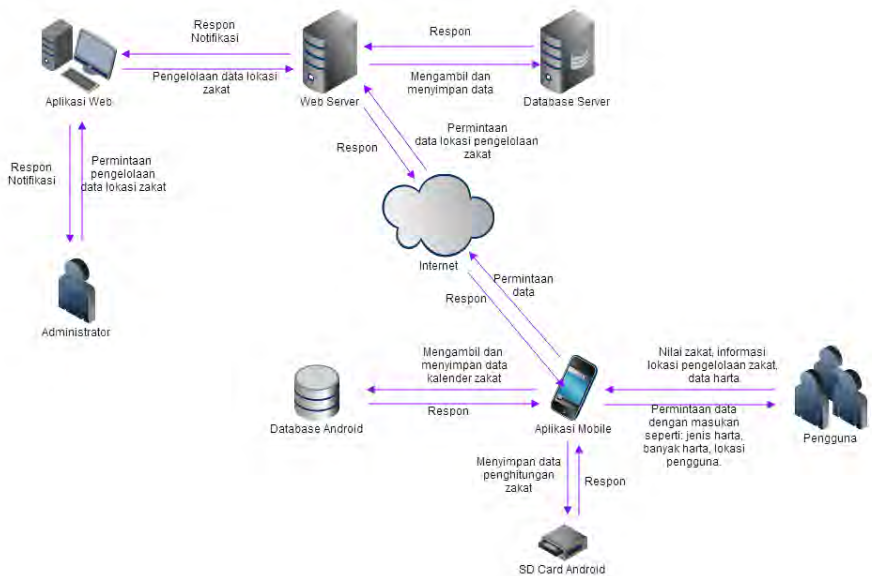 Respon
Notifikasi
Pengelolaan data lokasi
zakat
Aplikasi Web
Web Server
Respon
Mengambil dan
menyimpan data
Database Server
Respon
Notifikasi
Permintaan
pengelolaan
data lokasi zakat
Administrator
Respon
Permintaan
data lokasi pengelolaan
zakat
Internet
Permintaan
data
Respon
Mengambil dan
menyimpan data
kalender zakat
Respon
Database Android
Aplikasi Mobile
Nilai zakat, informasi
lokasi pengelolaan zakat,
data harta.
Permintaan data
dengan masukan
seperti: jenis harta,
banyak harta, lokasi
pengguna.
Pengguna
Menyimpan data
penghitungan
zakat
Respon
SD Card Android